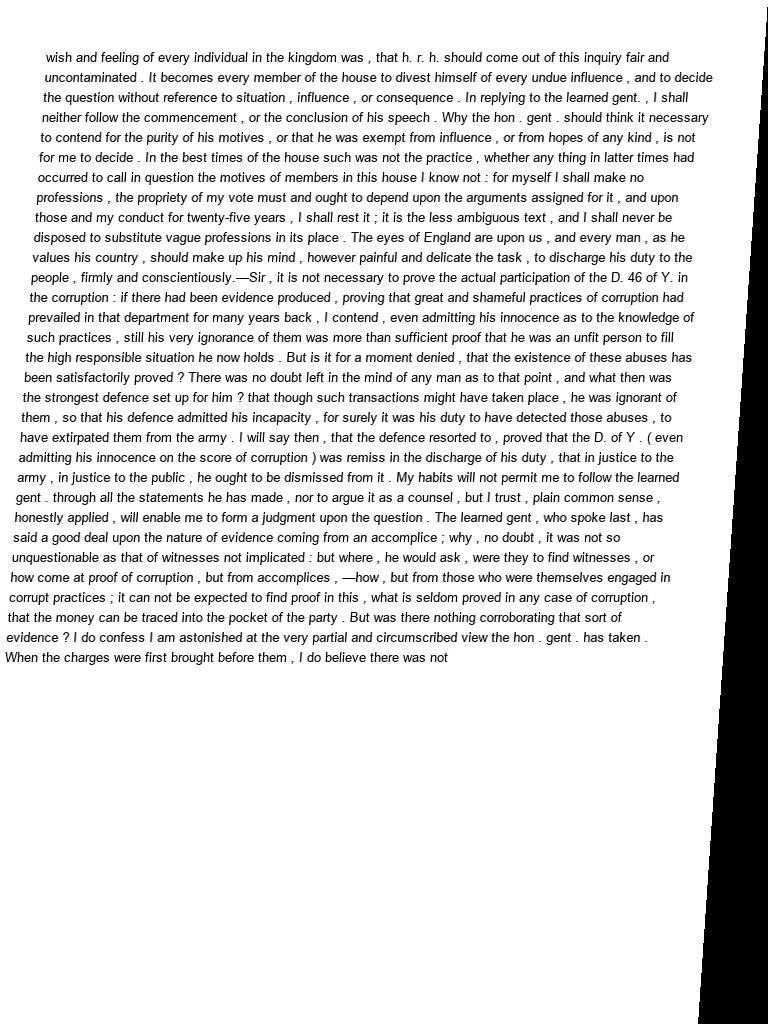 wish and feeling of every individual in the kingdom was , that h. r. h. should come out of this inquiry fair and
uncontaminated . It becomes every member of the house to divest himself of every undue influence , and to decide
the question without reference to situation , influence , or consequence . In replying to the learned gent. , I shall
neither follow the commencement , or the conclusion of his speech . Why the hon . gent . should think it necessary
to contend for the purity of his motives , or that he was exempt from influence , or from hopes of any kind , is not
for me to decide . In the best times of the house such was not the practice , whether any thing in latter times had
occurred to call in question the motives of members in this house I know not : for myself I shall make no
professions , the propriety of my vote must and ought to depend upon the arguments assigned for it , and upon
those and my conduct for twenty-five years , I shall rest it ; it is the less ambiguous text , and I shall never be
disposed to substitute vague professions in its place . The eyes of England are upon us , and every man , as he
values his country , should make up his mind , however painful and delicate the task , to discharge his duty to the
people , firmly and conscientiously.—Sir , it is not necessary to prove the actual participation of the D. 46 of Y. in
the corruption : if there had been evidence produced , proving that great and shameful practices of corruption had
prevailed in that department for many years back , I contend , even admitting his innocence as to the knowledge of
such practices , still his very ignorance of them was more than sufficient proof that he was an unfit person to fill
the high responsible situation he now holds . But is it for a moment denied , that the existence of these abuses has
been satisfactorily proved ? There was no doubt left in the mind of any man as to that point , and what then was
the strongest defence set up for him ? that though such transactions might have taken place , he was ignorant of
them , so that his defence admitted his incapacity , for surely it was his duty to have detected those abuses , to
have extirpated them from the army . I will say then , that the defence resorted to , proved that the D. of Y . ( even
admitting his innocence on the score of corruption ) was remiss in the discharge of his duty , that in justice to the
army , in justice to the public , he ought to be dismissed from it . My habits will not permit me to follow the learned
gent . through all the statements he has made , nor to argue it as a counsel , but I trust , plain common sense ,
honestly applied , will enable me to form a judgment upon the question . The learned gent , who spoke last , has
said a good deal upon the nature of evidence coming from an accomplice ; why , no doubt , it was not so
unquestionable as that of witnesses not implicated : but where , he would ask , were they to find witnesses , or
how come at proof of corruption , but from accomplices , —how , but from those who were themselves engaged in
corrupt practices ; it can not be expected to find proof in this , what is seldom proved in any case of corruption ,
that the money can be traced into the pocket of the party . But was there nothing corroborating that sort of
evidence ? I do confess I am astonished at the very partial and circumscribed view the hon . gent . has taken .
When the charges were first brought before them , I do believe there was not